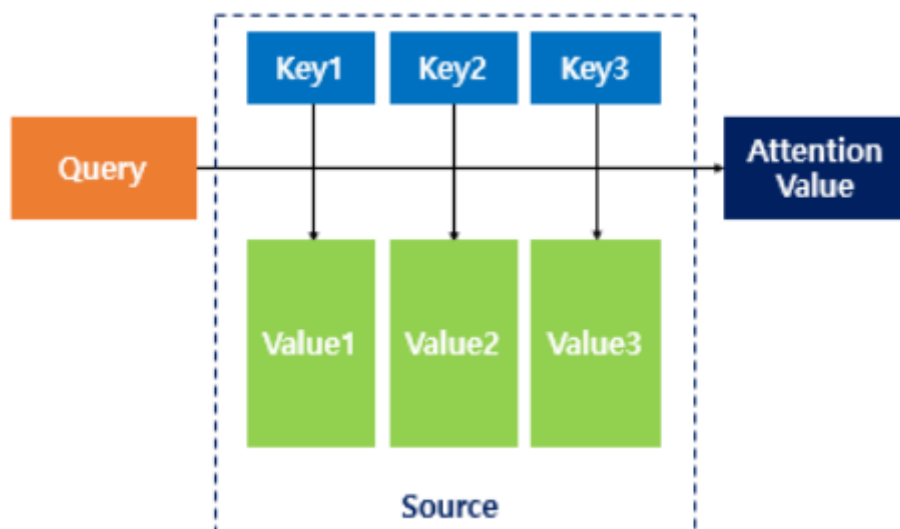 Key1 Key2 Key3
Query
Attention
Value
Value1 Value2 Value3
Source